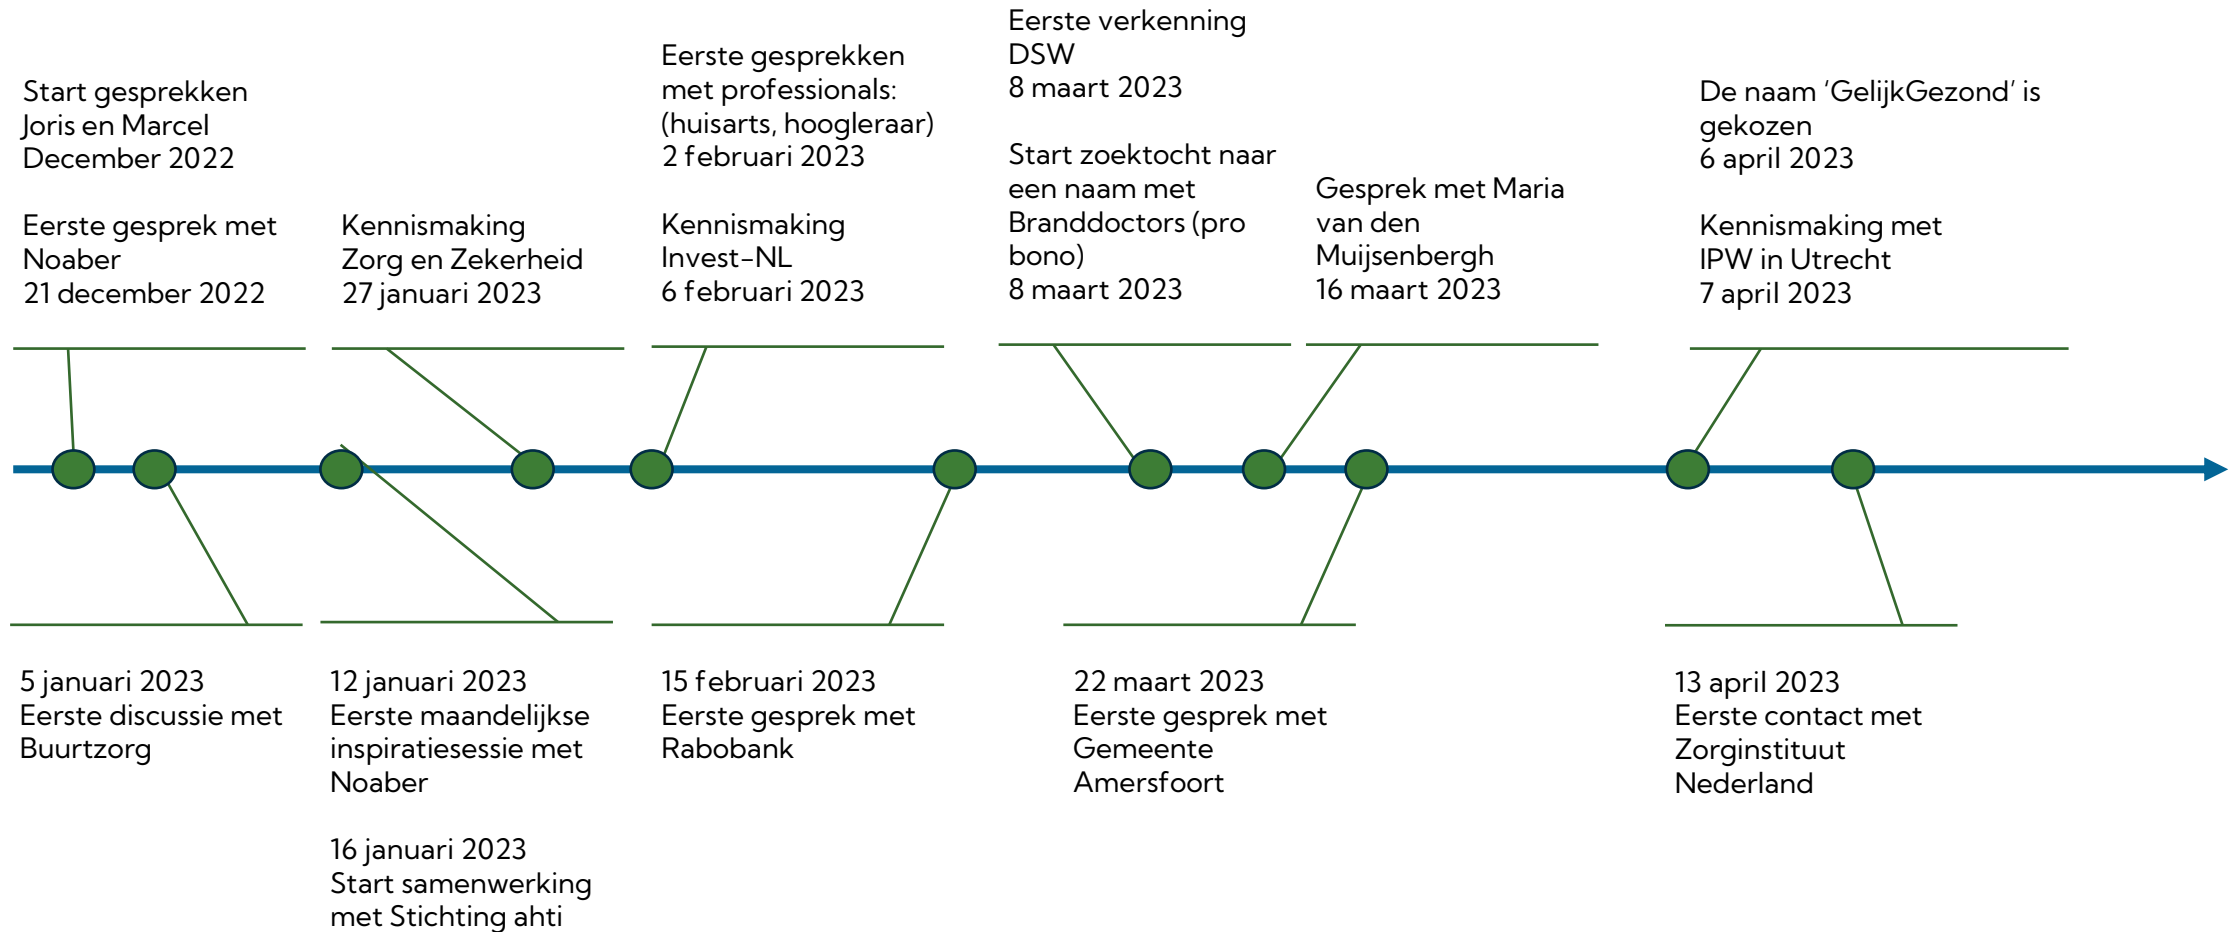 Start gesprekken
Joris en Marcel
December 2022
Eerste gesprek met
Noaber
21 december 2022
Kennismaking
Zorg en Zekerheid
27 januari 2023
Eerste gesprekken
met professionals:
(huisarts, hoogleraar)
2 februari 2023
Kennismaking
Invest-NL
6 februari 2023
Eerste verkenning
DSW
8 maart 2023
Start zoektocht naar
een naam met
Branddoctors (pro
bono)
8 maart 2023
Gesprek met Maria
van den
Muijsenbergh
16 maart 2023
De naam ‘GelijkGezond’ is
gekozen
6 april 2023
Kennismaking met
IPW in Utrecht
7 april 2023
5 januari 2023
Eerste discussie met
Buurtzorg
12 januari 2023
Eerste maandelijkse
inspiratiesessie met
Noaber
16 januari 2023
Start samenwerking
met Stichting ahti
15 februari 2023
Eerste gesprek met
Rabobank
22 maart 2023
Eerste gesprek met
Gemeente
Amersfoort
13 april 2023
Eerste contact met
Zorginstituut
Nederland